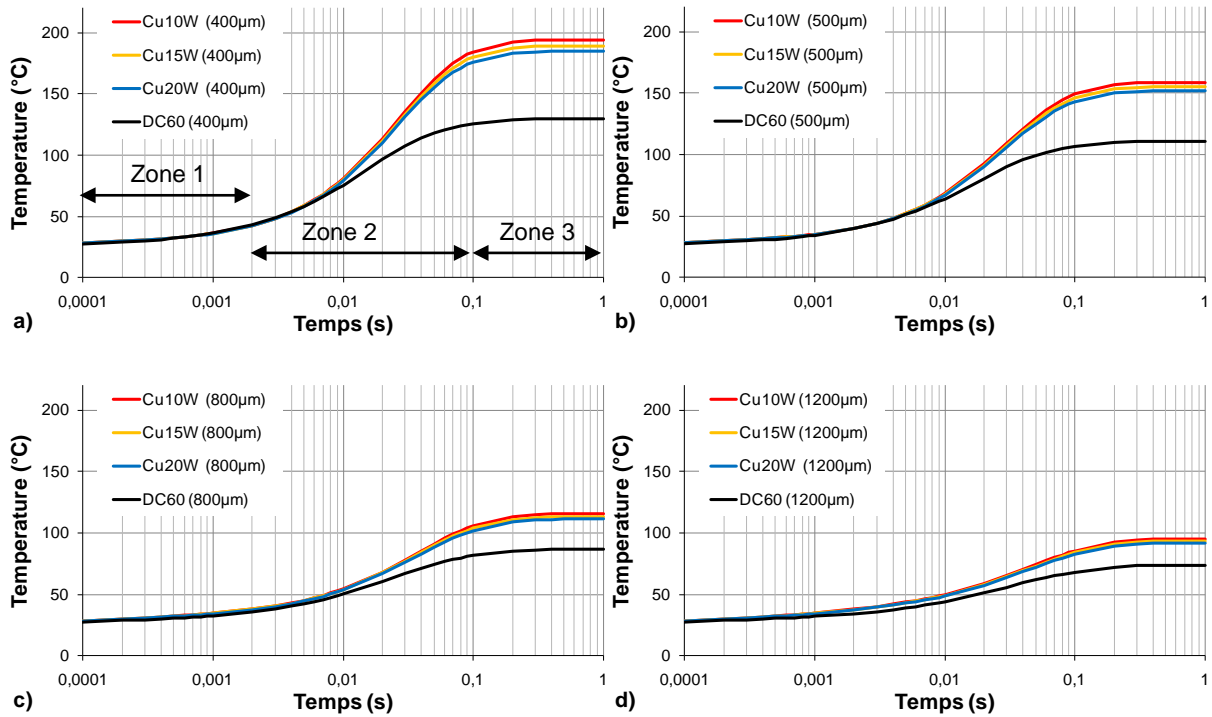 Cu10W (400µm)
Cu15W (400µm)
Cu20W (400µm)
DC60 (400µm)
Temperature (°C)
200
150
100
50
0
Zone 1
Zone 2
Zone 3
0,0001
0,001
0,01
0,1
1
Temps (s)
a)
Cu10W (500µm)
Cu15W (500µm)
Cu20W (500µm)
DC60 (500µm)
Temperature (°C)
200
150
100
50
0
0,0001
0,001
0,01
0,1
1
Temps (s)
b)
Cu10W (800µm)
Cu15W (800µm)
Cu20W (800µm)
DC60 (800µm)
Temperature (°C)
200
150
100
50
0
0,0001
0,001
0,01
0,1
1
Temps (s)
c)
Cu10W (1200µm)
Cu15W (1200µm)
Cu20W (1200µm)
DC60 (1200µm)
Temperature (°C)
200
150
100
50
0
0,0001
0,001
0,01
0,1
1
Temps (s)
d)